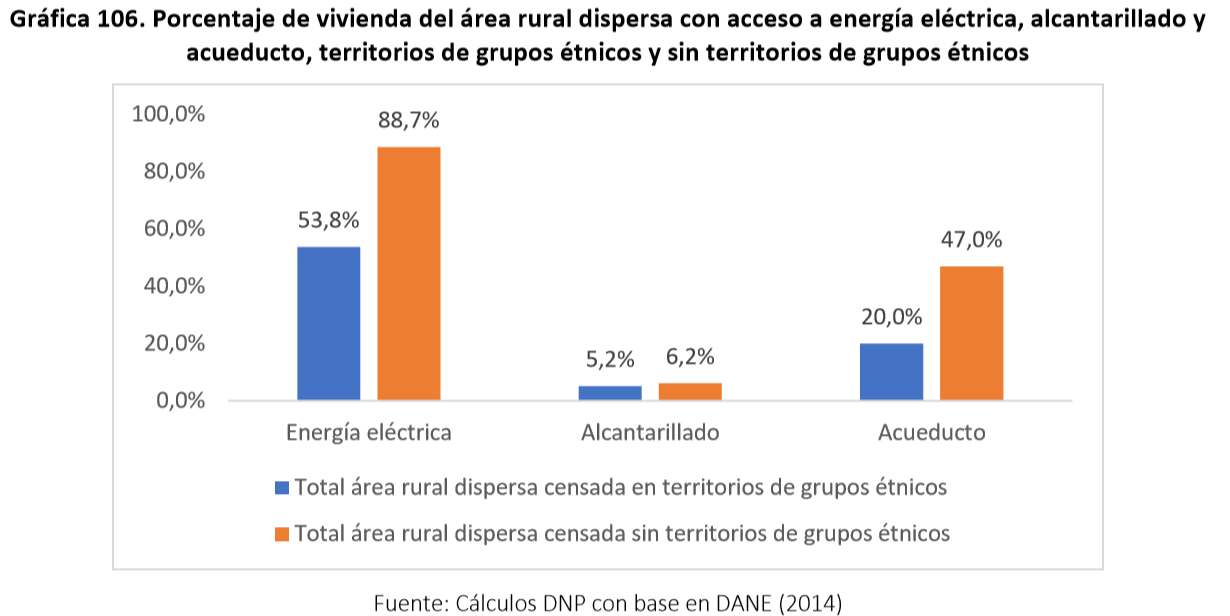 Gráfica 106. Porcentaje de vivienda del área rural dispersa con acceso a energía eléctrica, alcantarillado y
acueducto, territorios de grupos étnicos y sin territorios de grupos étnicos
100,0%
80,0%
60,0%
40,0%
20,0%
0,0%
53,8%
88,7%
5,2%
6,2%
20,0%
47,0%
Energía eléctrica
Alcantarillado
Acueducto
Total área rural dispersa censada en territorios de grupos étnicos
Total área rural dispersa censada sin territorios de grupos étnicos
Fuente: Cálculos DNP con base en DANE (2014)